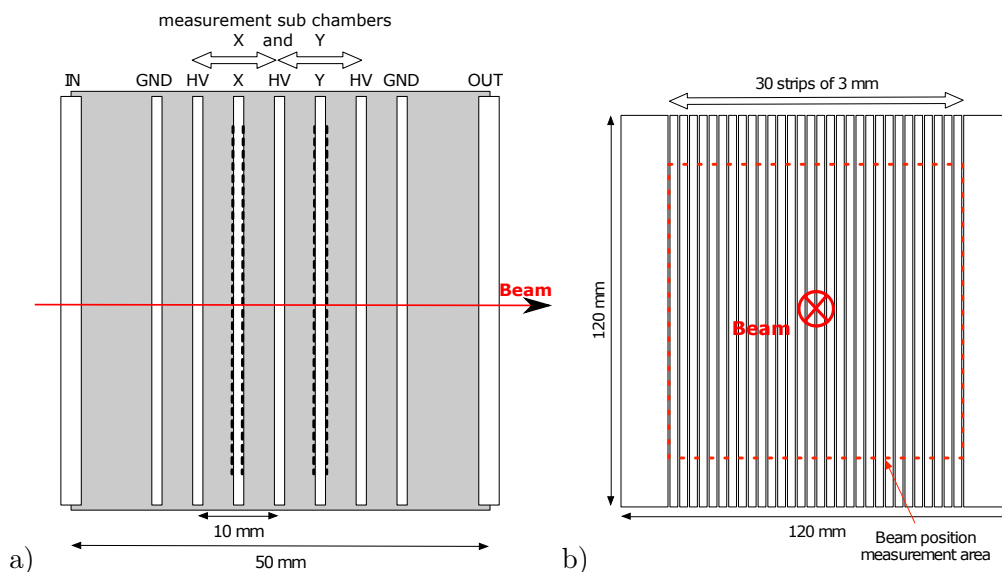 measurement sub chambers
X and Y
IN GND HV X HV Y HV GND OUT
Beam
10 mm
50 mm
a)
30 strips of 3 mm
120 mm
Beam
120 mm
Beam position
measurement area
b)